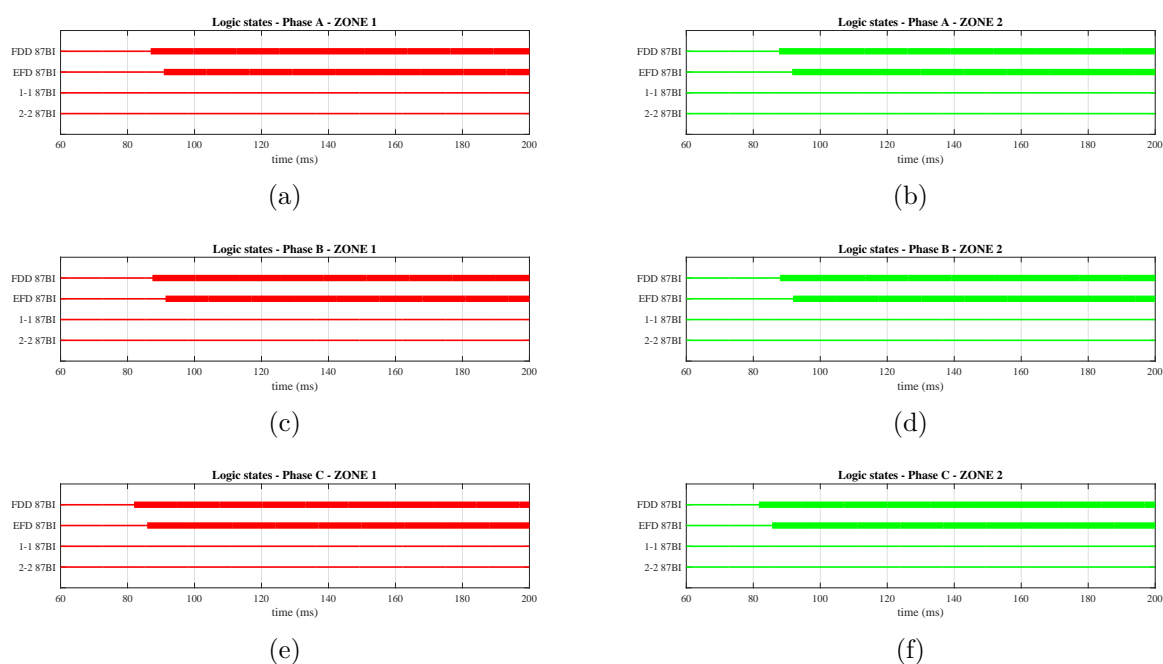 Logic states - Phase A - ZONE 1
FDD 87BI
EFD 87BI
1-1 87BI
2-2 87BI
60 80 100 120 140 160 180 200
time (ms)
(a)
Logic states - Phase A - ZONE 2
FDD 87BI
EFD 87BI
1-1 87BI
2-2 87BI
60 80 100 120 140 160 180 200
time (ms)
(b)
Logic states - Phase B - ZONE 1
FDD 87BI
EFD 87BI
1-1 87BI
2-2 87BI
60 80 100 120 140 160 180 200
time (ms)
(c)
Logic states - Phase B - ZONE 2
FDD 87BI
EFD 87BI
1-1 87BI
2-2 87BI
60 80 100 120 140 160 180 200
time (ms)
(d)
Logic states - Phase C - ZONE 1
FDD 87BI
EFD 87BI
1-1 87BI
2-2 87BI
60 80 100 120 140 160 180 200
time (ms)
(e)
Logic states - Phase C - ZONE 2
FDD 87BI
EFD 87BI
1-1 87BI
2-2 87BI
60 80 100 120 140 160 180 200
time (ms)
(f)